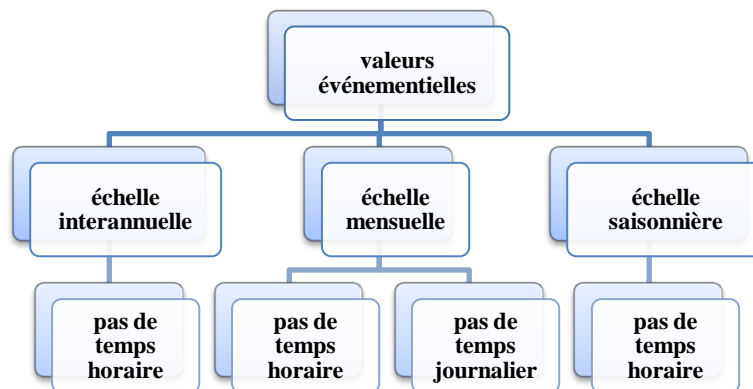 valeurs
événementielles
échelle
interannuelle
échelle
mensuelle
échelle
saisonnière
pas de
temps
horaire
pas de
temps
horaire
pas de
temps
journalier
pas de
temps
horaire